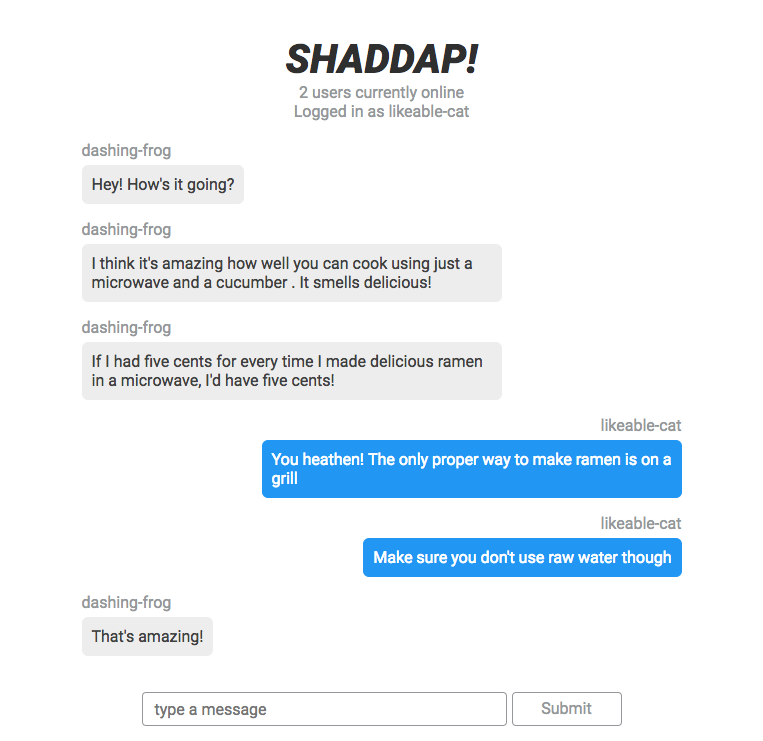 SHADDAP!
2 users currently online
Logged in as likeable-cat
dashing-frog
Hey! How's it going?
dashing-frog
I think it's amazing how well you can cook using just a
microwave and a cucumber . It smells delicious!
dashing-frog
If I had five cents for every time I made delicious ramen
in a microwave, I'd have five cents!
likeable-cat
You heathen! The only proper way to make ramen is on a
grill
likeable-cat
Make sure you don't use raw water though
dashing-frog
That's amazing!
type a message
Submit